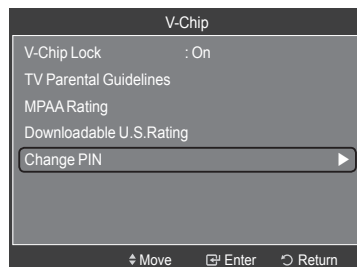 V-Chip
V-Chip Lock : On
TV Parental Guidelines
MPAA Rating
Downloadable U.S.Rating
Change PIN
Move Enter Return